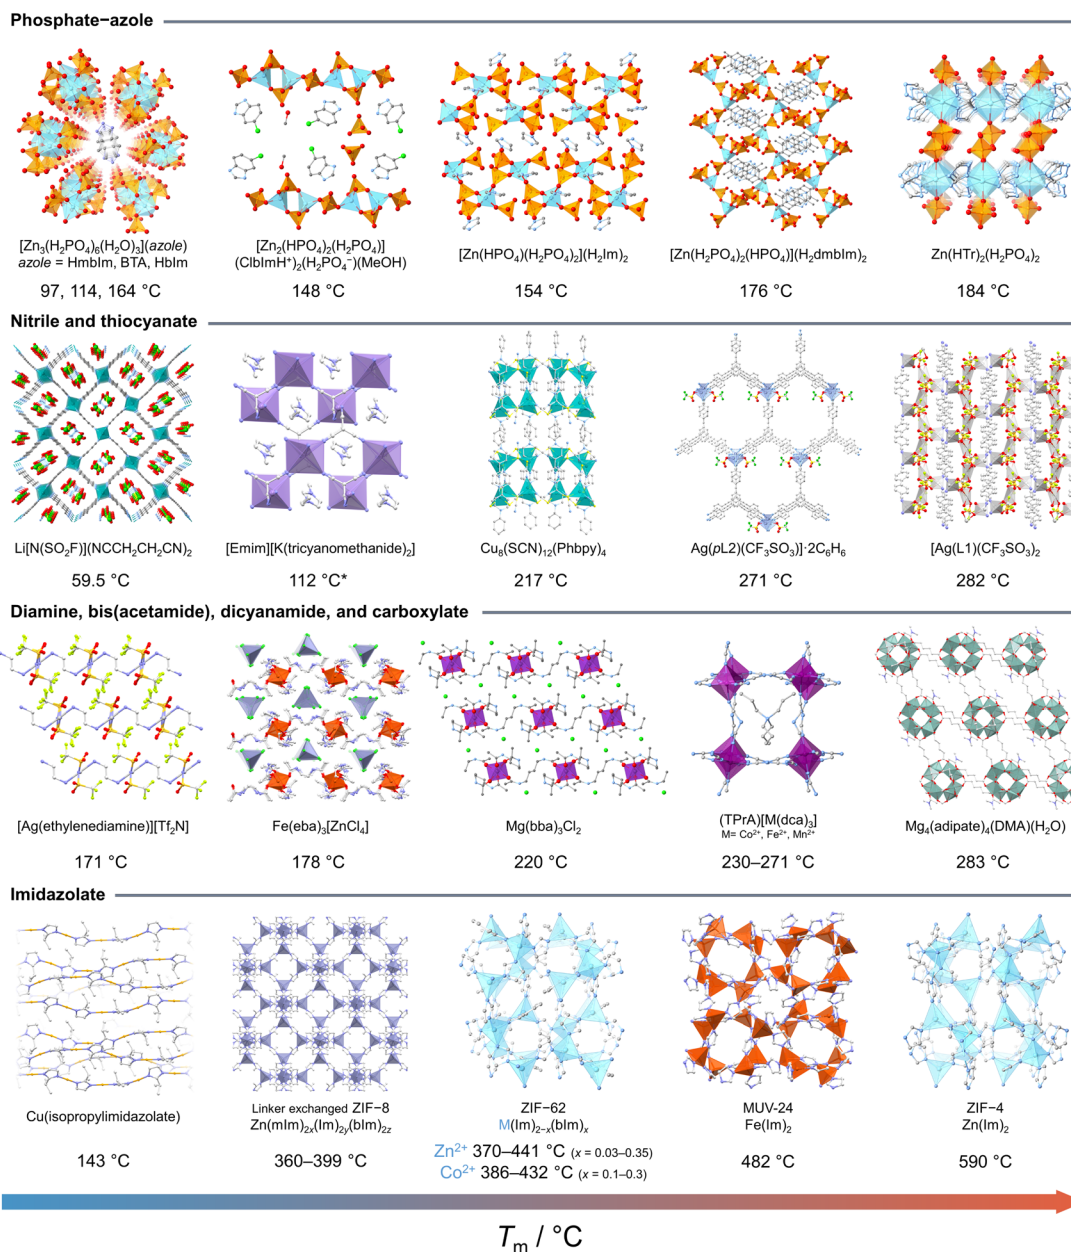 Phosphate−azole
[Zn₃(H₂PO₄)₆(H₂O)₃](azole)
azole = HmbIm, BTA, HbIm
97, 114, 164 °C
[Zn₂(HPO₄)₂(H₂PO₄)]
(ClbImH⁺)₂(H₂PO₄⁻)(MeOH)
148 °C
[Zn(HPO₄)(H₂PO₄)₂](H₂Im)₂
154 °C
[Zn(H₂PO₄)₂(HPO₄)](H₂dmbIm)₂
176 °C
Zn(HTr)₂(H₂PO₄)₂
184 °C
Nitrile and thiocyanate
Li[N(SO₂F)](NCCH₂CH₂CN)₂
59.5 °C
[Emim][K(tricyanomethanide)₂]
112 °C*
Cu₈(SCN)₁₂(Phbpy)₄
217 °C
Ag(pL2)(CF₃SO₃)]·2C₆H₆
271 °C
[Ag(L1)(CF₃SO₃)₂
282 °C
Diamine, bis(acetamide), dicyanamide, and carboxylate
[Ag(ethylenediamine)][Tf₂N]
171 °C
Fe(eba)₃[ZnCl₄]
178 °C
Mg(bba)₃Cl₂
220 °C
(TPrA)[M(dca)₃]
M= Co²⁺, Fe²⁺, Mn²⁺
230–271 °C
Mg₄(adipate)₄(DMA)(H₂O)
283 °C
Imidazolate
Cu(isopropylimidazolate)
143 °C
Linker exchanged ZIF−8
Zn(mIm)₂ₓ(Im)₂ᵧ(bIm)₂z
360–399 °C
ZIF−62
M(Im)₂₋ₓ(bIm)ₓ
Zn²⁺ 370–441 °C (x = 0.03–0.35)
Co²⁺ 386–432 °C (x = 0.1–0.3)
MUV-24
Fe(Im)₂
482 °C
ZIF−4
Zn(Im)₂
590 °C
Tm / °C